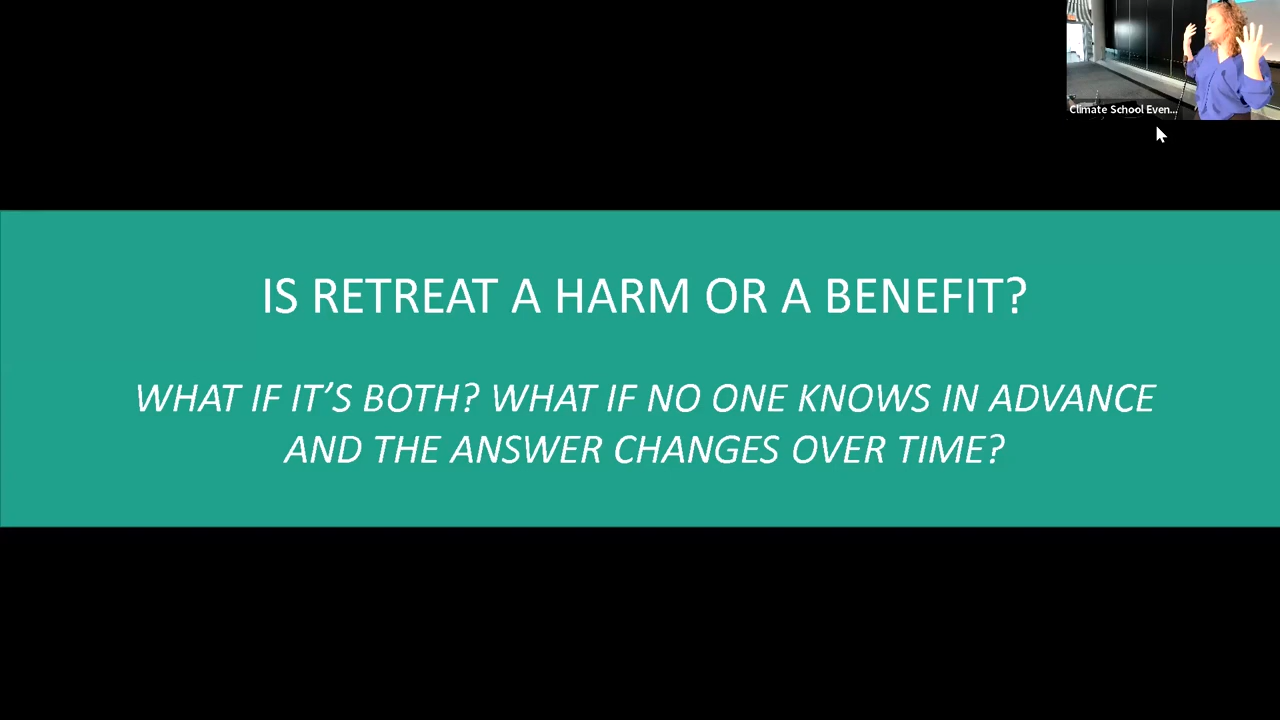 Climate School Even...
IS RETREAT A HARM OR A BENEFIT?
WHAT IF IT’S BOTH? WHAT IF NO ONE KNOWS IN ADVANCE
AND THE ANSWER CHANGES OVER TIME?